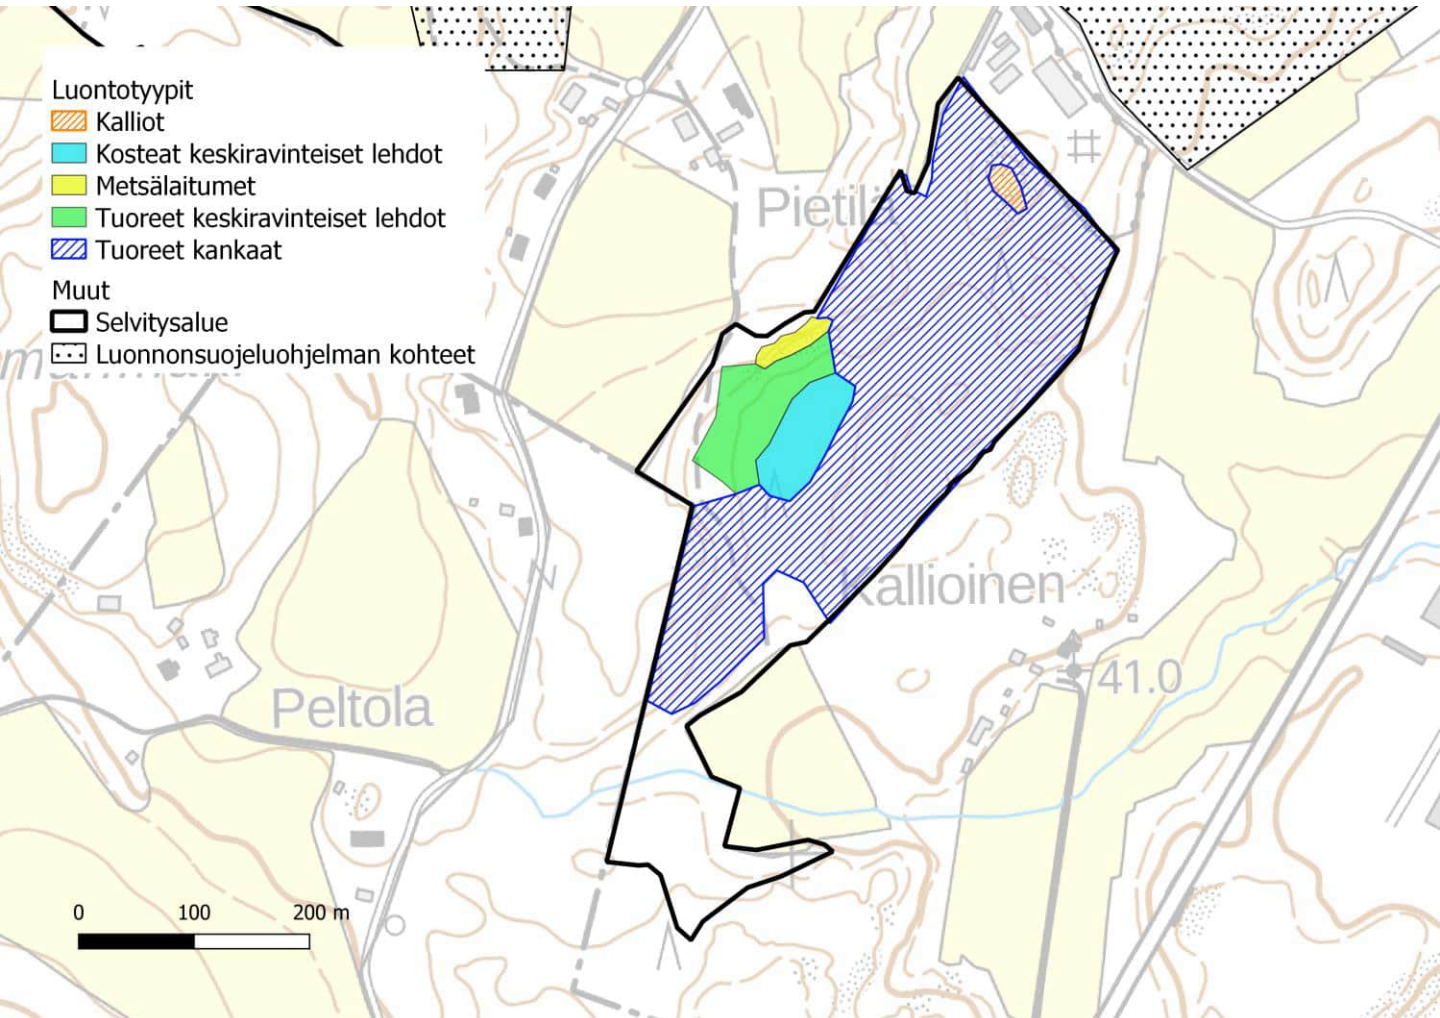 Luontotyypit
Kalliot
Kosteat keskiravinteiset lehdot
Metsälaitumet
Tuoreet keskiravinteiset lehdot
Tuoreet kankaat
Muut
Selvitysalue
Luonnonsuojeluohjelman kohteet
Pietilä
Kallioinen
41.0
Peltola
0 100 200 m